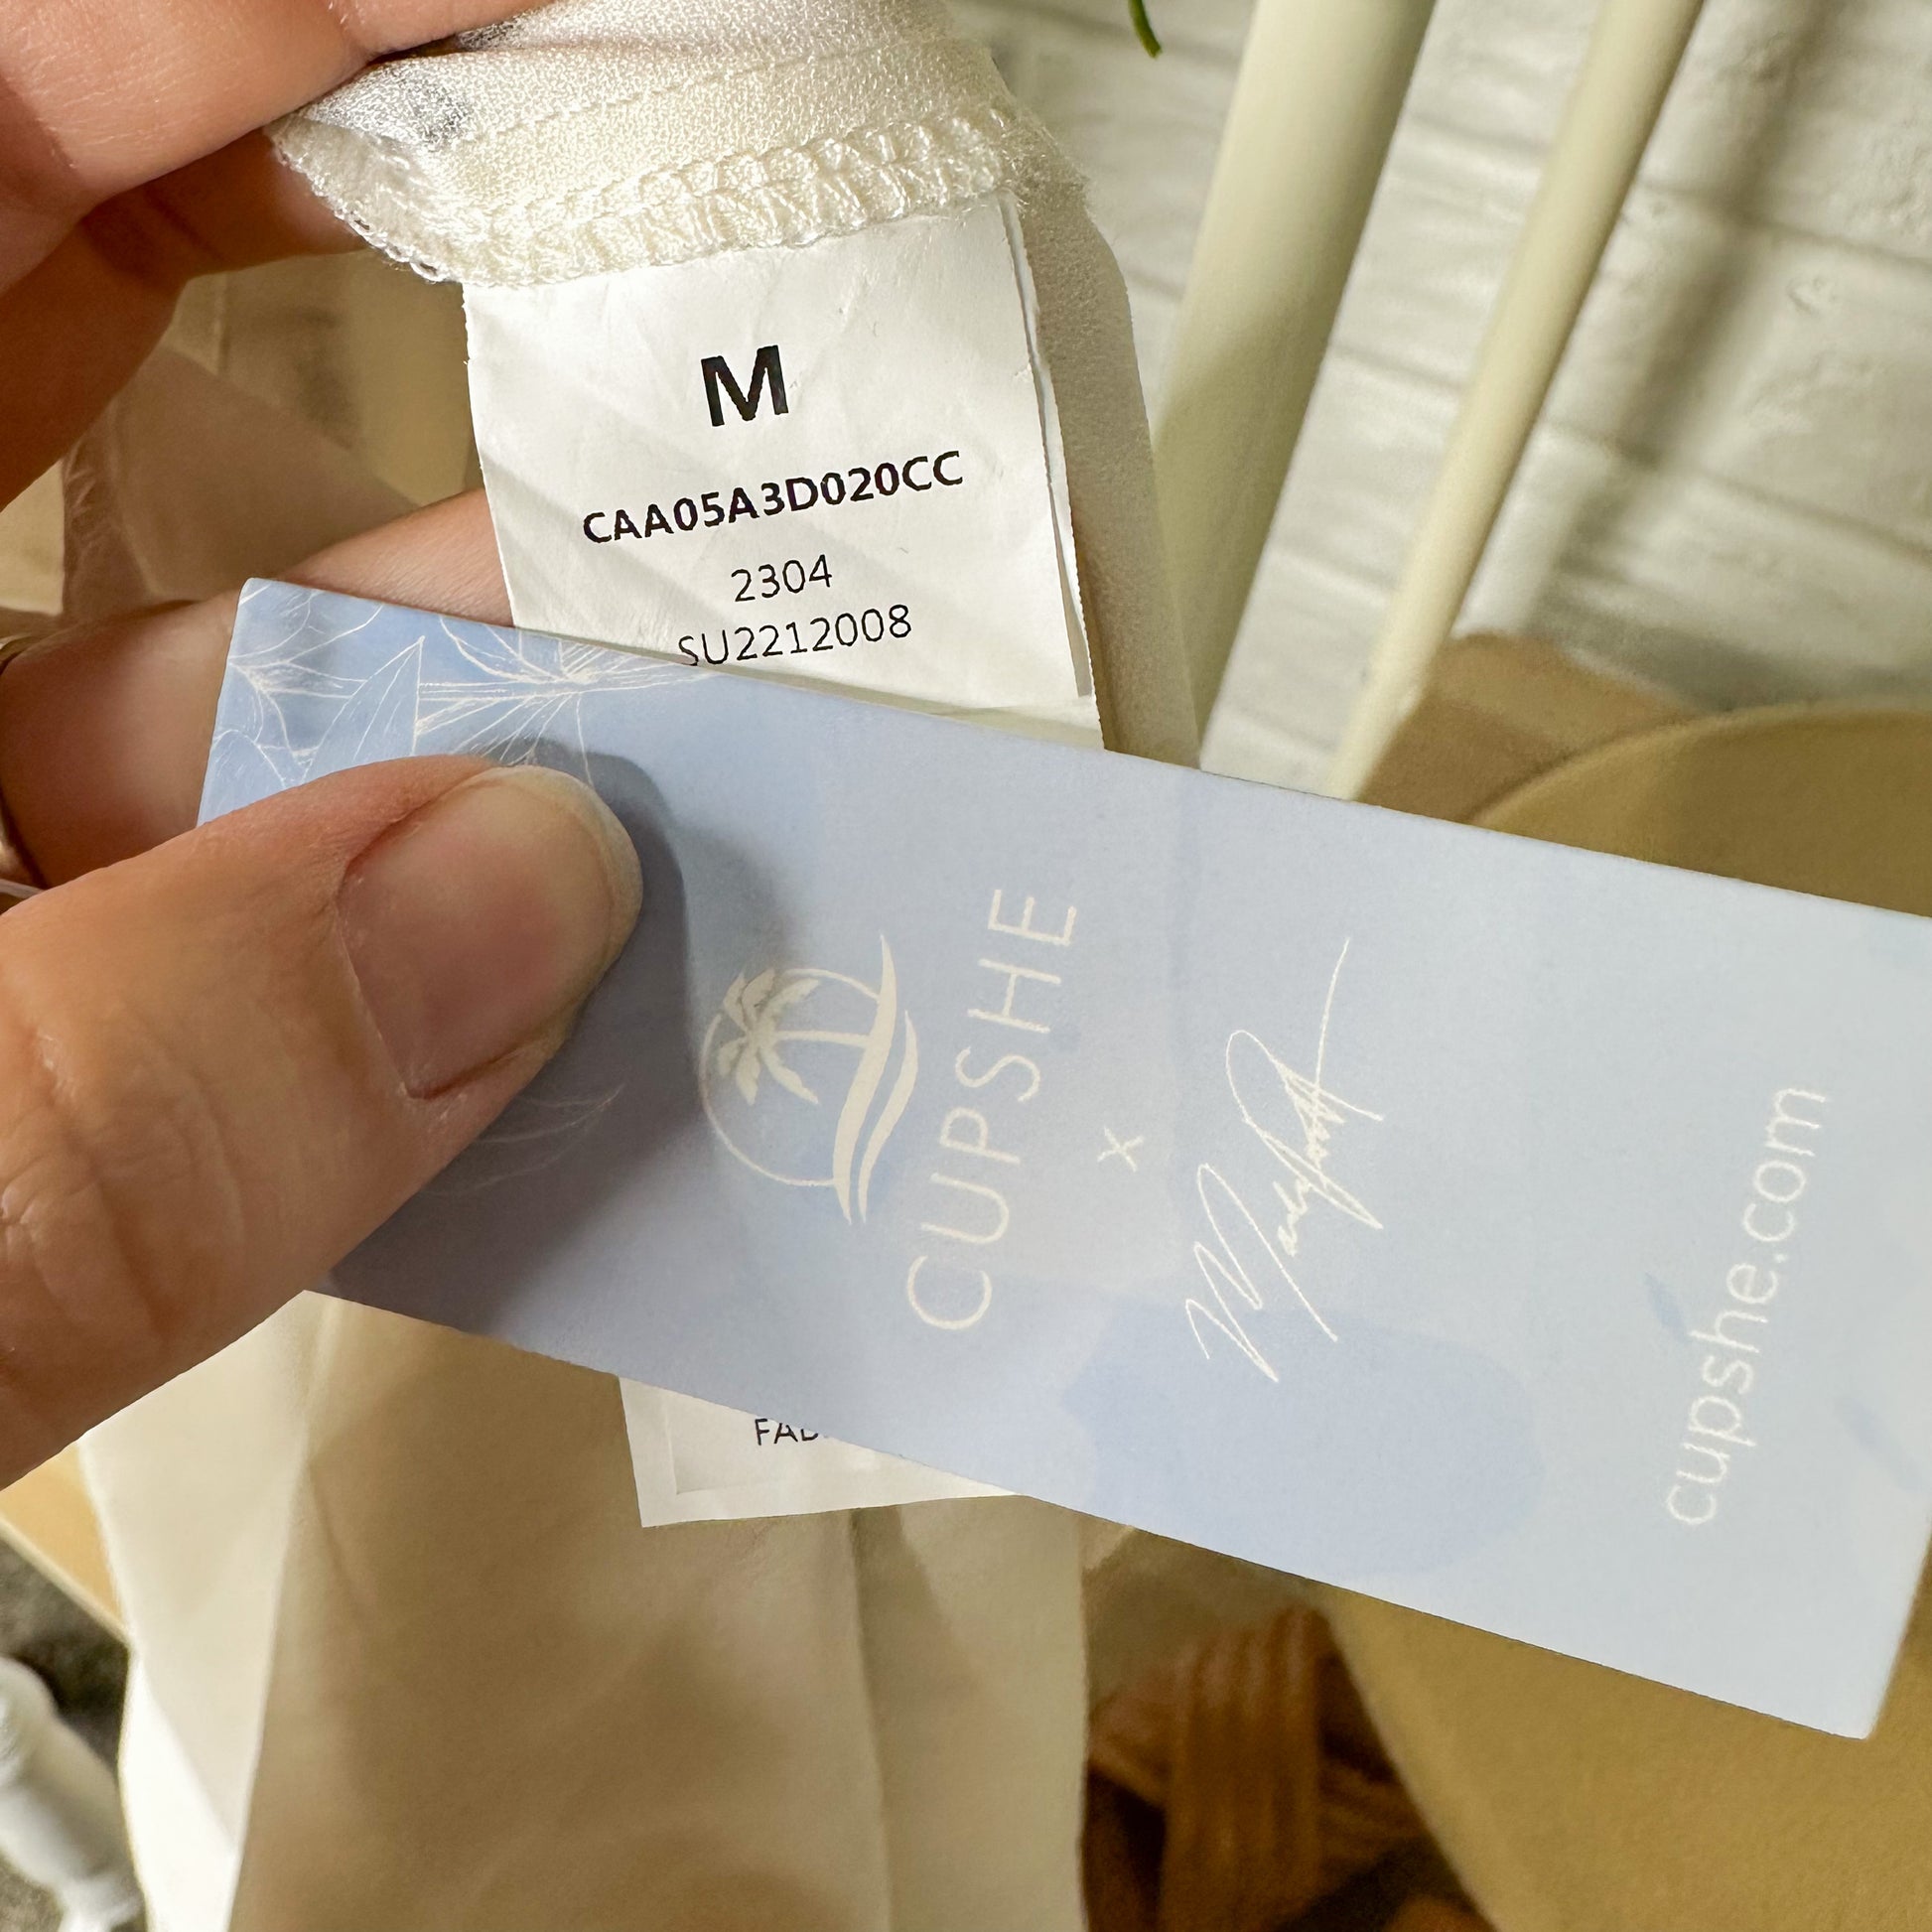 M
CAA05A3D020CC
2304
SU2212008
CUPSHE
x
cupshe.com